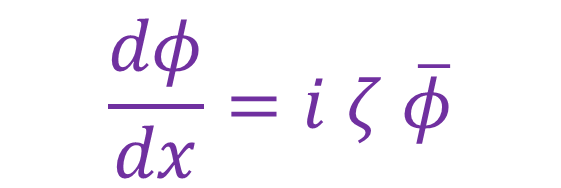 dϕ/dx = i ζ ϕ̄